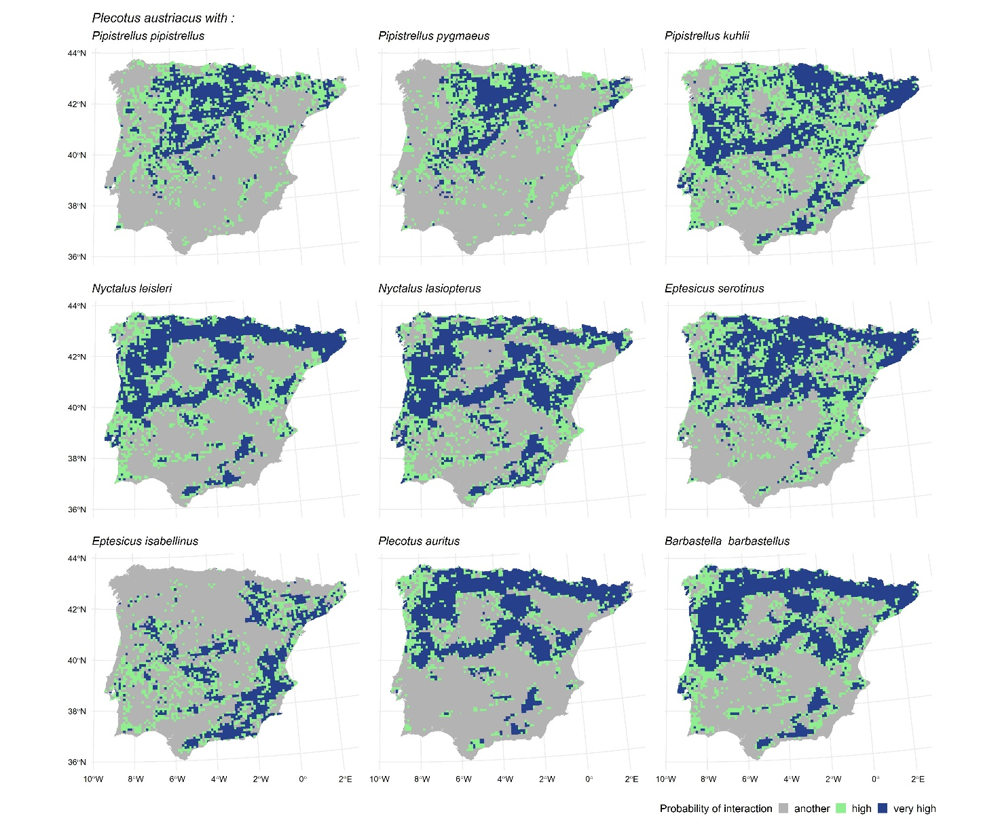 Plecotus austriacus with :
Pipistrellus pipistrellus
Pipistrellus pygmaeus
Pipistrellus kuhlii
44°N
42°N
40°N
38°N
36°N
Nyctalus leisleri
Nyctalus lasiopterus
Eptesicus serotinus
44°N
42°N
40°N
38°N
36°N
Eptesicus isabellinus
Plecotus auritus
Barbastella barbastellus
44°N
42°N
40°N
38°N
36°N
10°W 8°W 6°W 4°W 2°W 0° 2°E
10°W 8°W 6°W 4°W 2°W 0° 2°E
10°W 8°W 6°W 4°W 2°W 0° 2°E
Probability of interaction another high very high